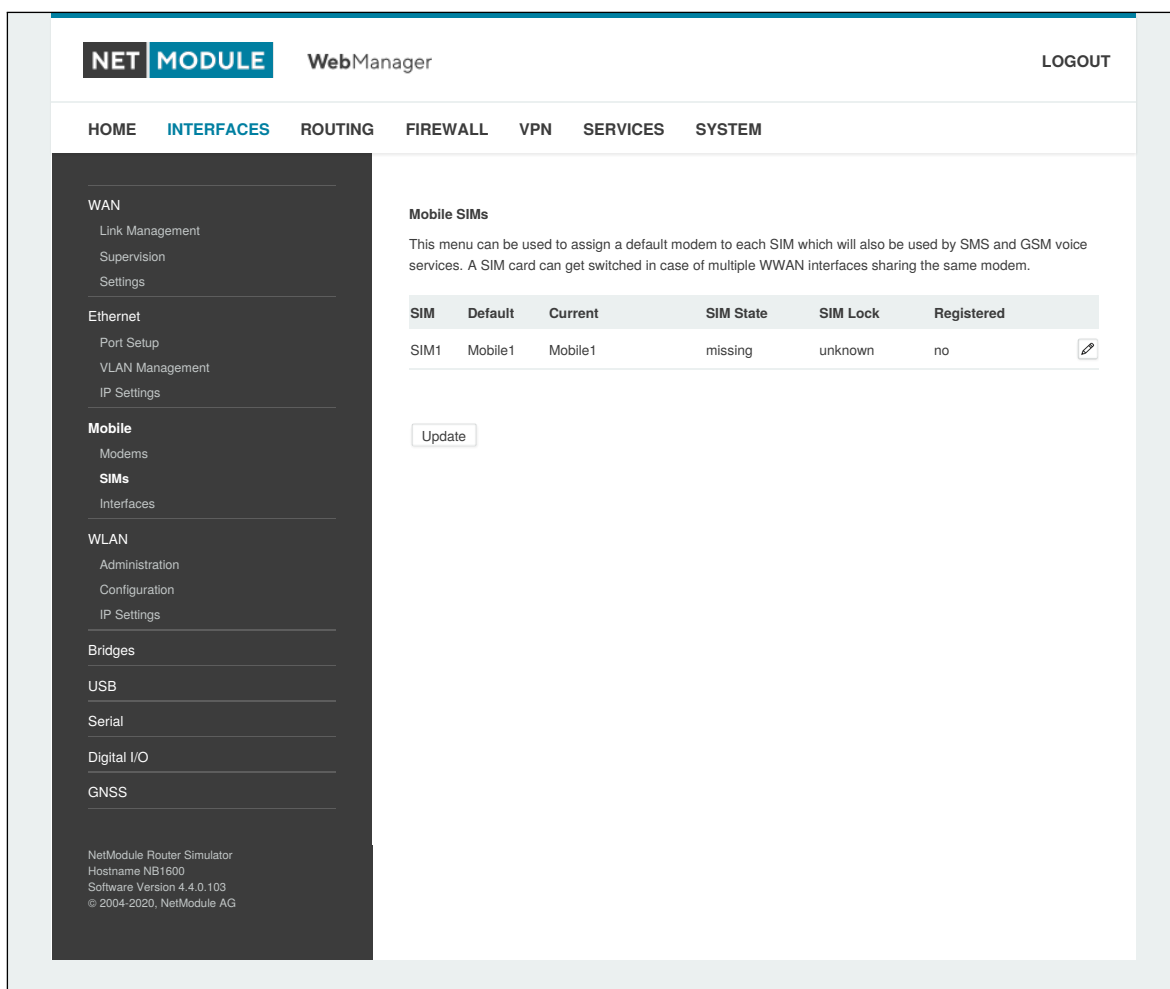 NET MODULE WebManager LOGOUT
HOME INTERFACES ROUTING FIREWALL VPN SERVICES SYSTEM
WAN
Link Management
Supervision
Settings
Ethernet
Port Setup
VLAN Management
IP Settings
Mobile
Modems
SIMs
Interfaces
WLAN
Administration
Configuration
IP Settings
Bridges
USB
Serial
Digital I/O
GNSS
NetModule Router Simulator
Hostname NB1600
Software Version 4.4.0.103
© 2004-2020, NetModule AG
Mobile SIMs
This menu can be used to assign a default modem to each SIM which will also be used by SMS and GSM voice
services. A SIM card can get switched in case of multiple WWAN interfaces sharing the same modem.
SIM Default Current SIM State SIM Lock Registered
SIM1 Mobile1 Mobile1 missing unknown no
Update